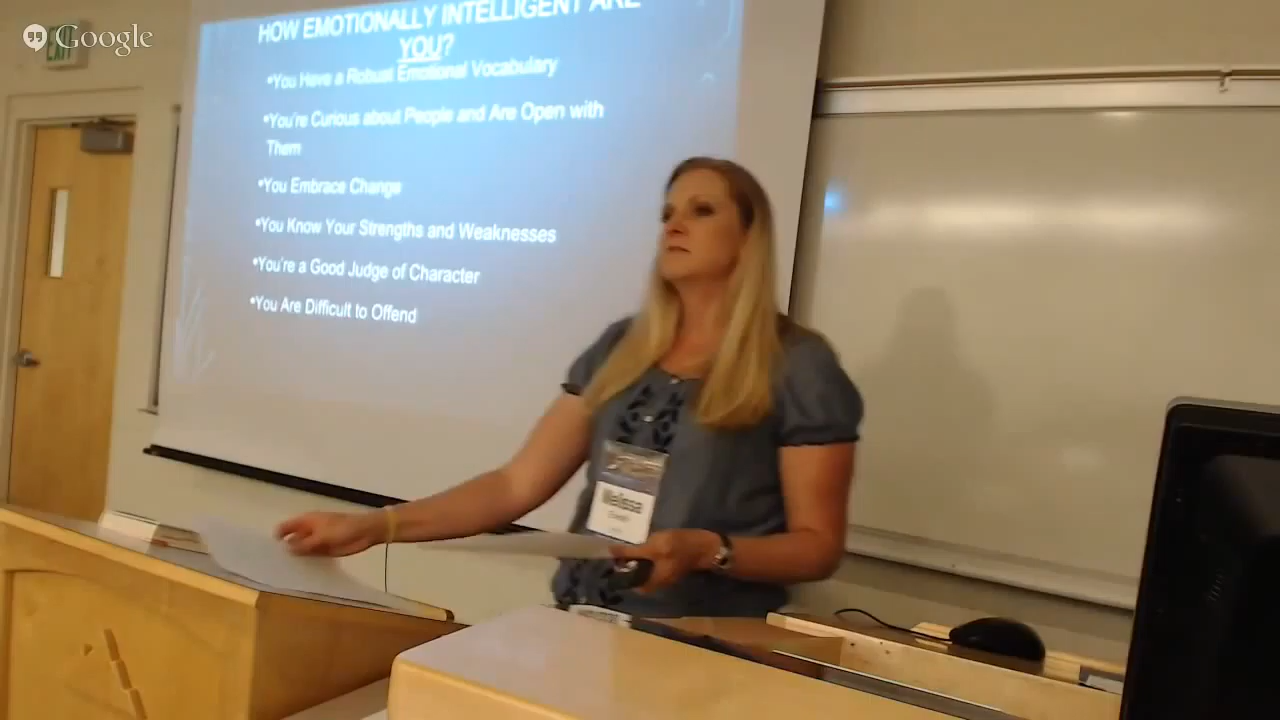 Google
EXIT
HOW EMOTIONALLY INTELLIGENT ARE
YOU?
•You Have a Robust Emotional Vocabulary
•You're Curious about People and Are Open with
Them
•You Embrace Change
•You Know Your Strengths and Weaknesses
•You're a Good Judge of Character
•You Are Difficult to Offend
Melissa